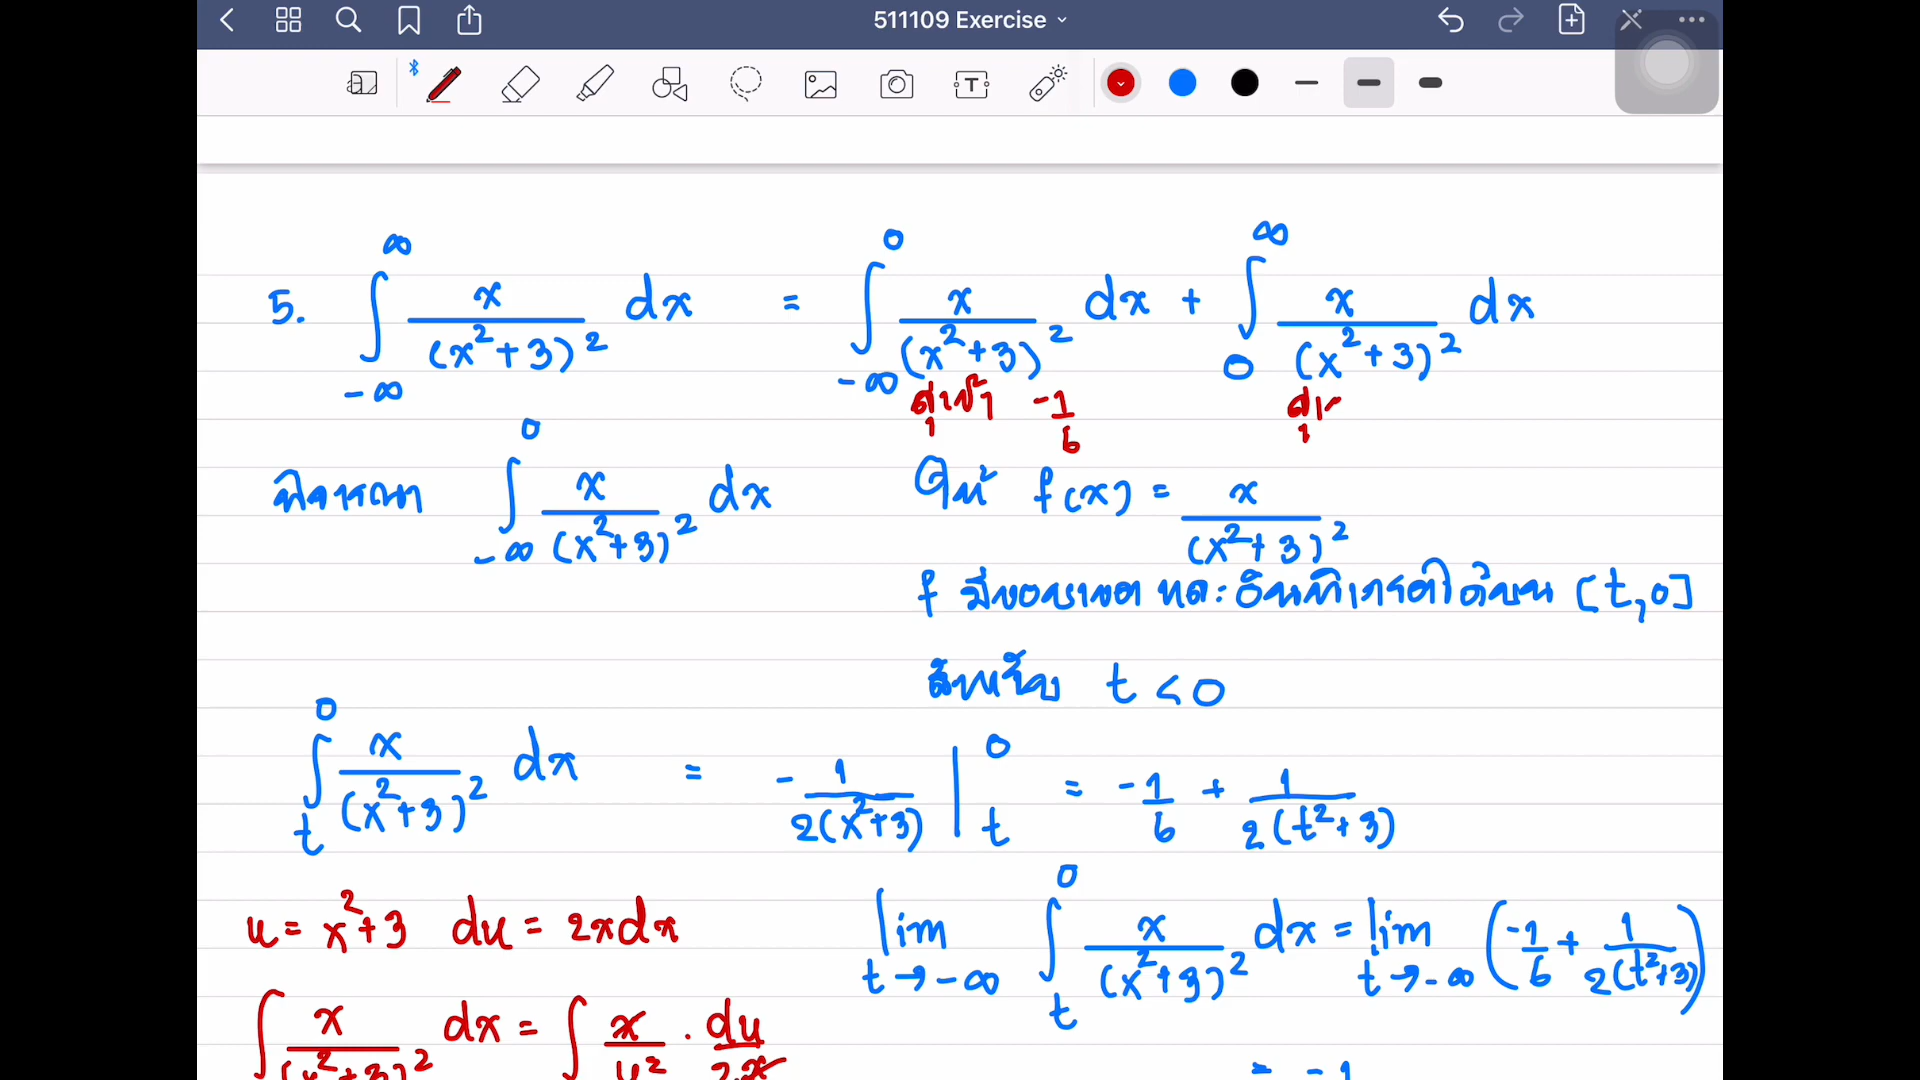 511109 Exercise
T
5. ∫_{-∞}^{∞} x/(x²+3)² dx = ∫_{-∞}^{0} x/(x²+3)² dx + ∫_{0}^{∞} x/(x²+3)² dx
ลู่เข้า -1/6 ลู่เ
พิจารณา ∫_{-∞}^{0} x/(x²+3)² dx ให้ f(x) = x/(x²+3)²
f มีขอบเขต และอินทิเกรตได้บน [t,0]
สำหรับ t < 0
∫_{t}^{0} x/(x²+3)² dx = -1/2(x²+3) |_{t}^{0} = -1/6 + 1/2(t²+3)
u = x²+3 du = 2xdx lim_{t→-∞} ∫_{t}^{0} x/(x²+3)² dx = lim_{t→-∞} (-1/6 + 1/2(t²+3))
∫ x/(x²+3)² dx = ∫ x/u² · du/2x
= -1